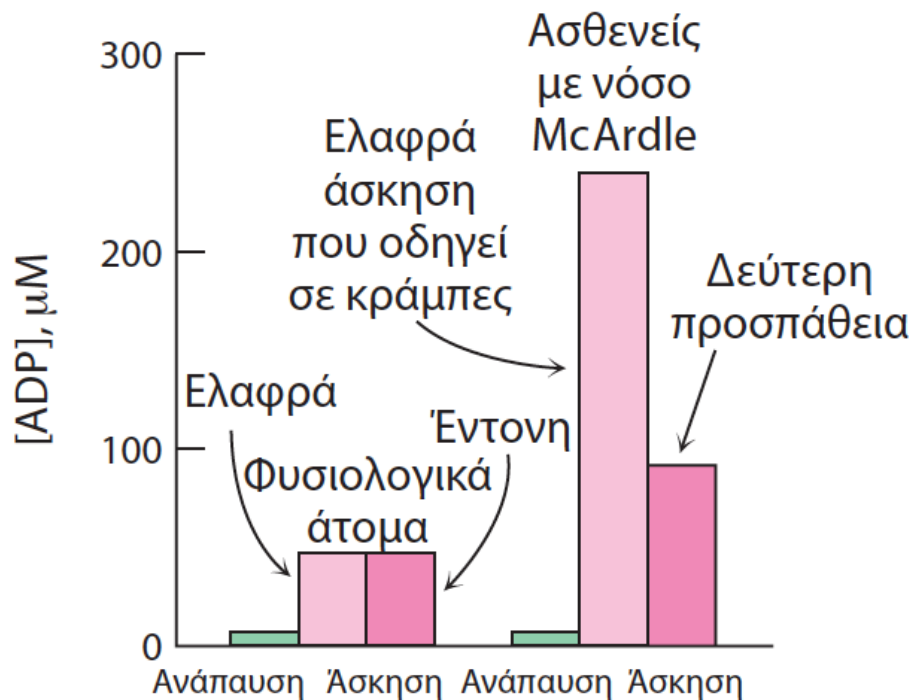 300
200
100
0
[ADP], μM
Ελαφρά
Φυσιολογικά
άτομα
Έντονη
Ελαφρά
άσκηση
που οδηγεί
σε κράμπες
Ασθενείς
με νόσο
McArdle
Δεύτερη
προσπάθεια
Ανάπαυση Άσκηση Ανάπαυση Άσκηση